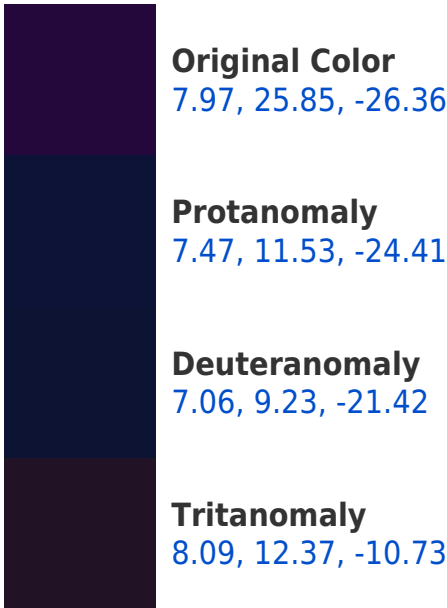 Original Color
7.97, 25.85, -26.36
Protanomaly
7.47, 11.53, -24.41
Deuteranomaly
7.06, 9.23, -21.42
Tritanomaly
8.09, 12.37, -10.73